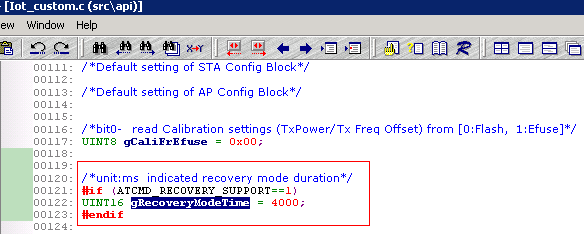 - [Iot_custom.c (src\api)]
ew Window Help
00111: /*Default setting of STA Config Block*/
00112:
00113: /*Default setting of AP Config Block*/
00114:
00115:
00116: /*bit0- read Calibration settings (TxPower/Tx Freq Offset) from [0:Flash, 1:Efuse]*/
00117: UINT8 gCaliFrEfuse = 0x00;
00118:
00119:
00120: /*unit:ms indicated recovery mode duration*/
00121: #if (ATCMD_RECOVERY_SUPPORT==1)
00122: UINT16 gRecoveryModeTime = 4000;
00123: #endif
00124: